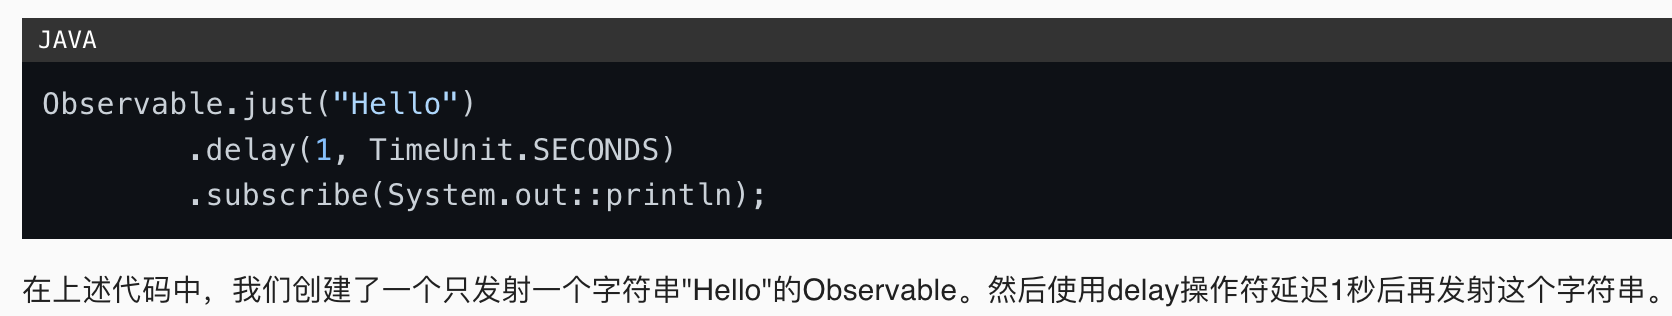 JAVA
Observable.just("Hello")
        .delay(1, TimeUnit.SECONDS)
        .subscribe(System.out::println);
在上述代码中，我们创建了一个只发射一个字符串"Hello"的Observable。然后使用delay操作符延迟1秒后再发射这个字符串。